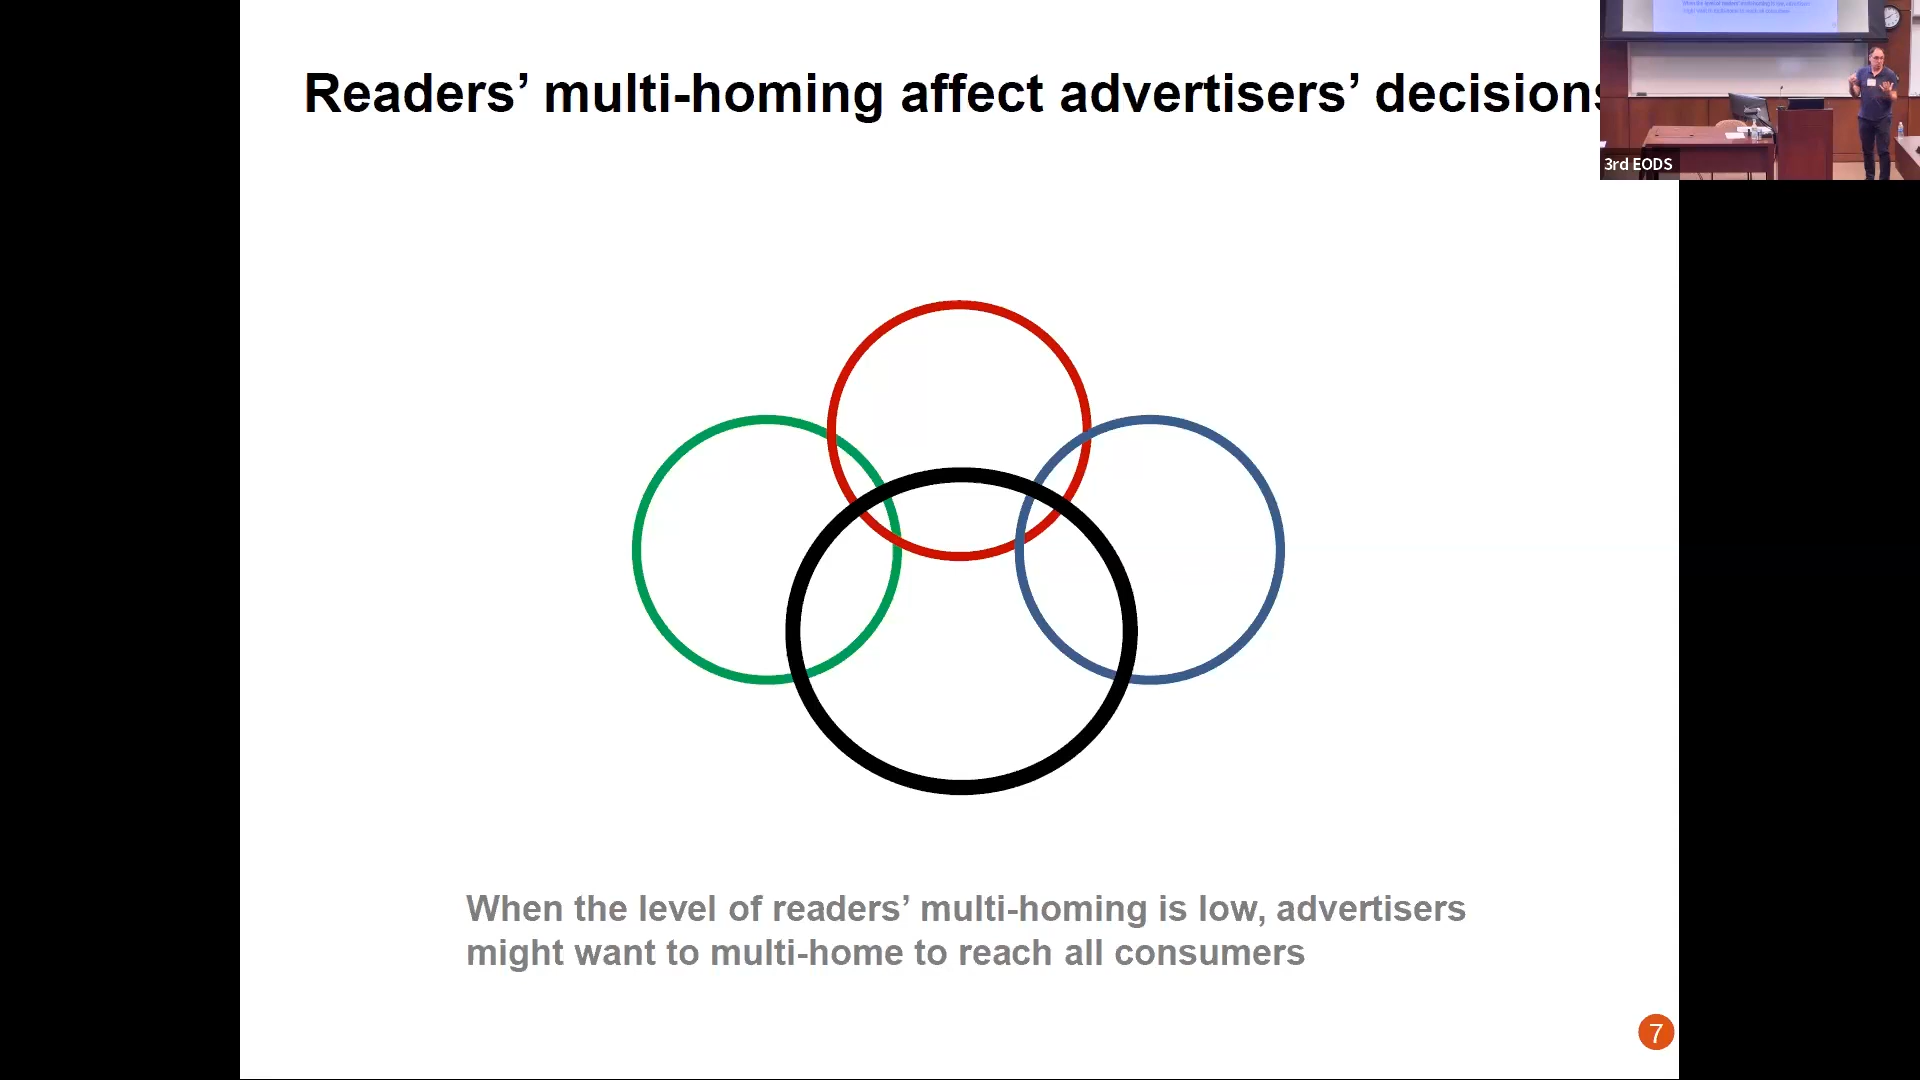 Readers’ multi-homing affect advertisers’ decisions
3rd EODS
When the level of readers’ multi-homing is low, advertisers
might want to multi-home to reach all consumers
7